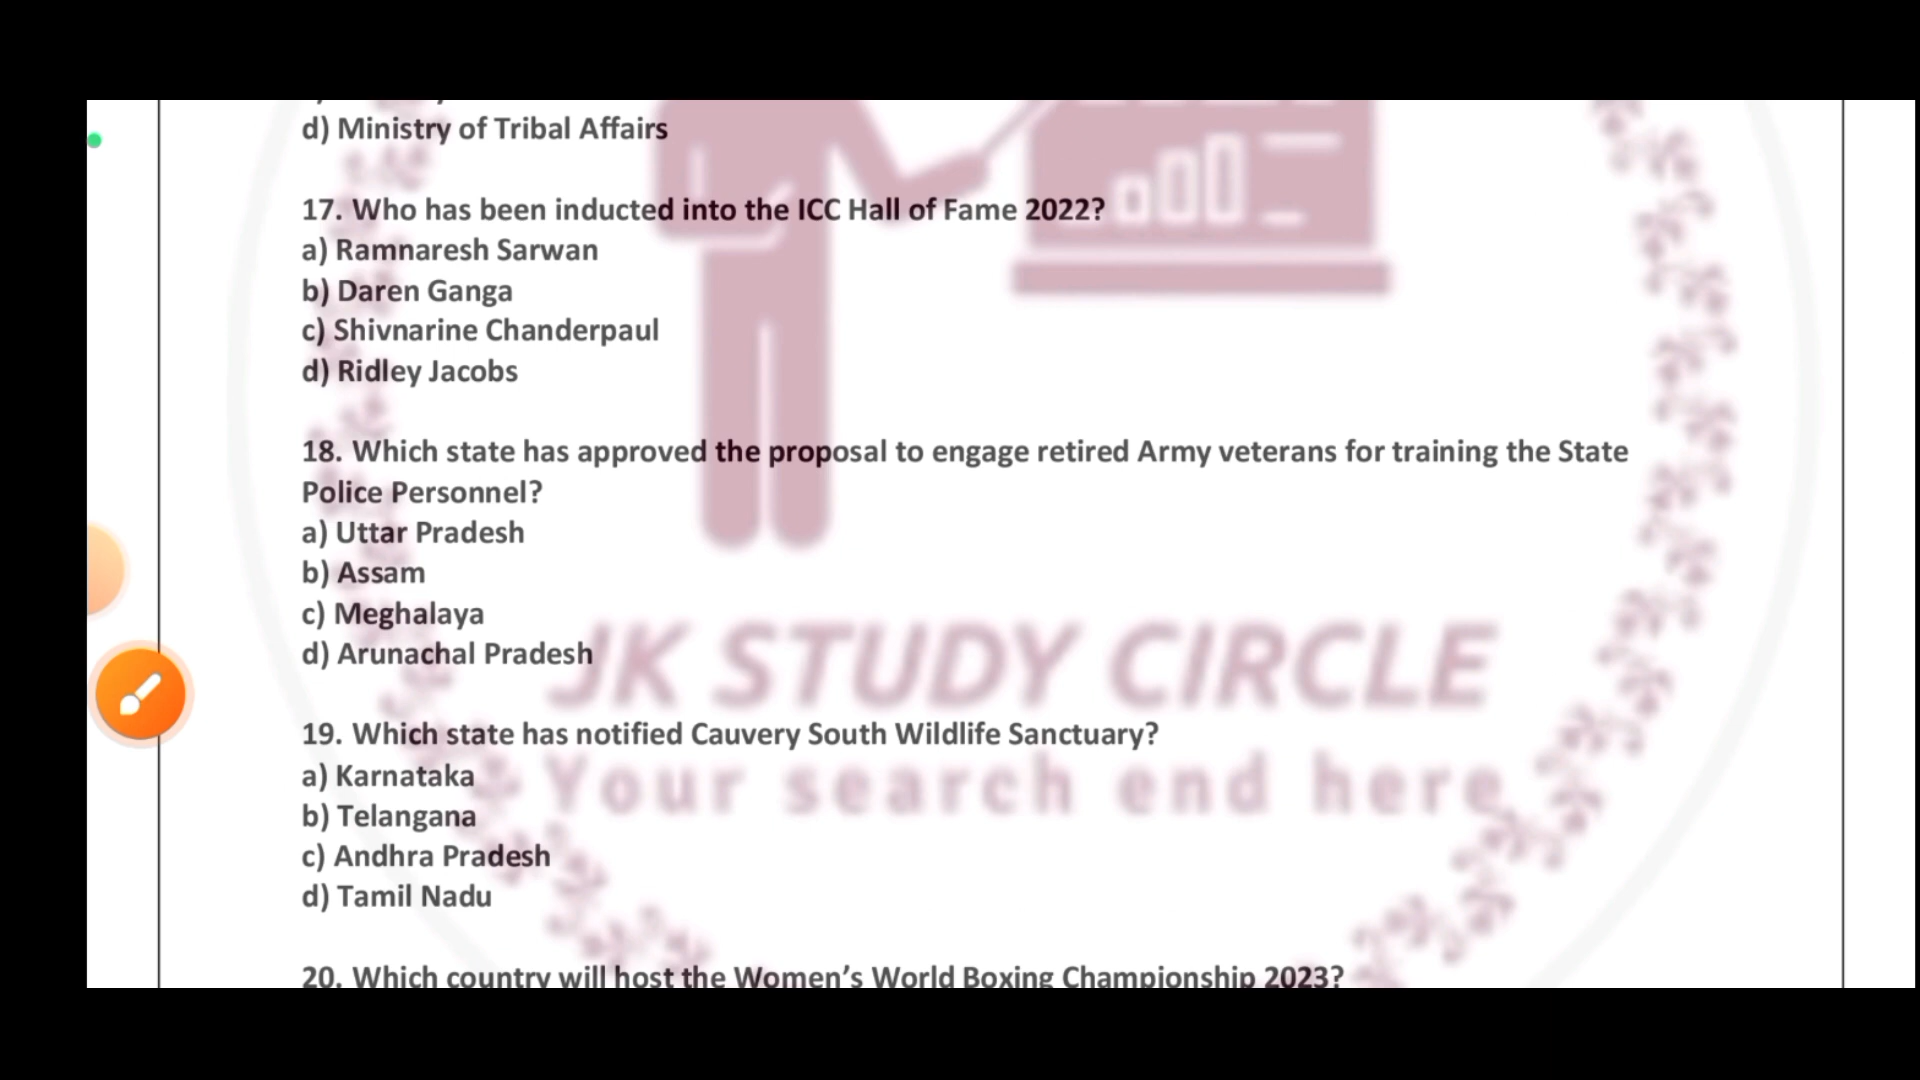 d) Ministry of Tribal Affairs
17. Who has been inducted into the ICC Hall of Fame 2022?
a) Ramnaresh Sarwan
b) Daren Ganga
c) Shivnarine Chanderpaul
d) Ridley Jacobs
18. Which state has approved the proposal to engage retired Army veterans for training the State
Police Personnel?
a) Uttar Pradesh
b) Assam
c) Meghalaya
d) Arunachal Pradesh
JK STUDY CIRCLE
19. Which state has notified Cauvery South Wildlife Sanctuary?
a) Karnataka
Your search end here
b) Telangana
c) Andhra Pradesh
d) Tamil Nadu
20. Which country will host the Women’s World Boxing Championship 2023?